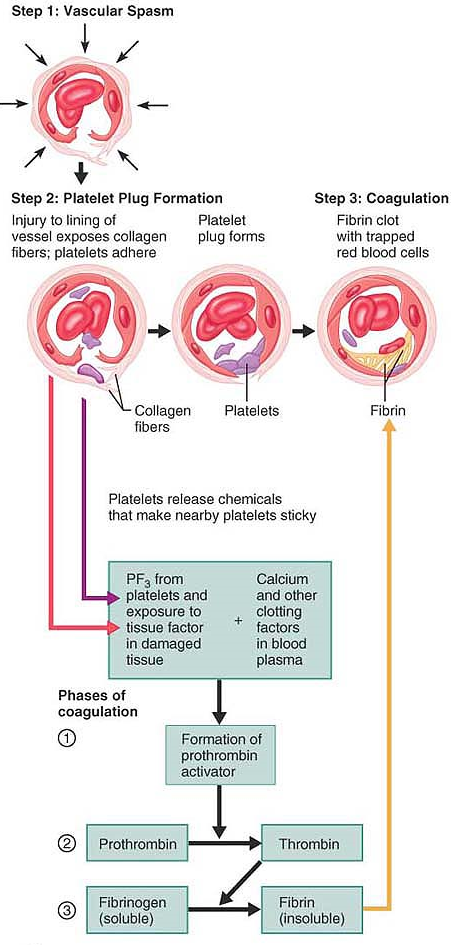 Step 1: Vascular Spasm
Step 2: Platelet Plug Formation
Injury to lining of
vessel exposes collagen
fibers; platelets adhere
Platelet
plug forms
Step 3: Coagulation
Fibrin clot
with trapped
red blood cells
Collagen
fibers
Platelets
Fibrin
Platelets release chemicals
that make nearby platelets sticky
PF3 from
platelets and
exposure to
tissue factor
in damaged
tissue
+
Calcium
and other
clotting
factors
in blood
plasma
Phases of
coagulation
①
Formation of
prothrombin
activator
②
Prothrombin
Thrombin
③
Fibrinogen
(soluble)
Fibrin
(insoluble)